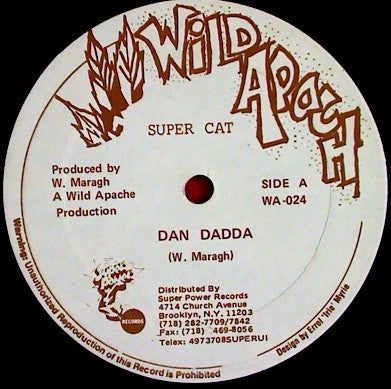 WILD APACH
SUPER CAT
Produced by
W. Maragh
A Wild Apache
Production
SIDE A
WA-024
DAN DADDA
(W. Maragh)
Distributed By
Super Power Records
4714 Church Avenue
Brooklyn, N.Y. 11203
(718) 282-7709/7842
Fax: (718) 469-8056
Telex: 4973708SUPERUI
RECORDS
Warning: Unauthorized Reproduction of this Record is Prohibited
Design by Errol 'Irie' Myrie